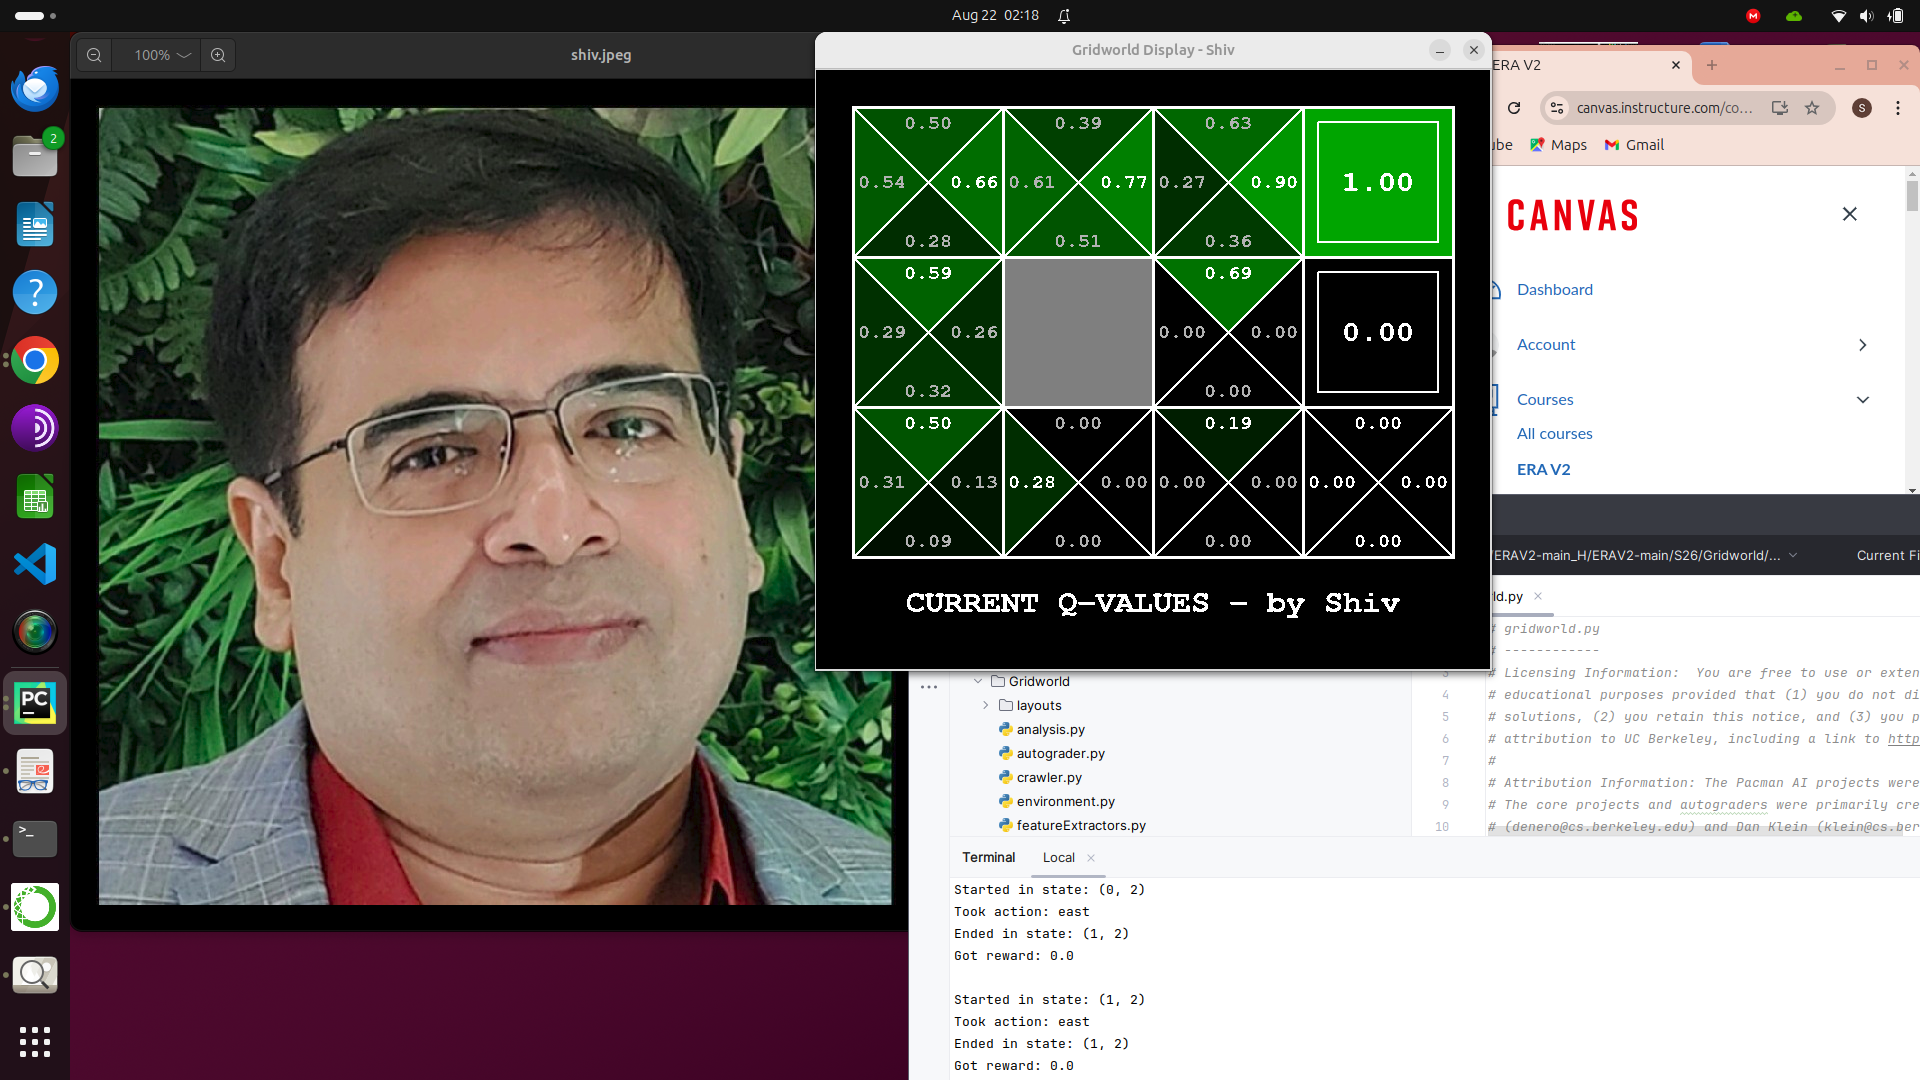 Aug 22 02:18
100%
shiv.jpeg
2
PC
>_
Gridworld Display - Shiv
0.50 0.39 0.63
0.54 0.66 0.61 0.77 0.27 0.90 1.00
0.28 0.51 0.36
0.59 0.69
0.29 0.26 0.00 0.00 0.00
0.32 0.00
0.50 0.00 0.19 0.00
0.31 0.13 0.28 0.00 0.00 0.00 0.00 0.00
0.09 0.00 0.00 0.00
CURRENT Q-VALUES - by Shiv
ERA V2
canvas.instructure.com/co...
S
ube Maps Gmail
CANVAS
Dashboard
Account
Courses
All courses
ERA V2
/ERAV2-main_H/ERAV2-main/S26/Gridworld/...
Current Fi
ld.py
Gridworld
layouts
analysis.py
autograder.py
crawler.py
environment.py
featureExtractors.py
# gridworld.py
# ------------
3 # Licensing Information: You are free to use or exten
4 # educational purposes provided that (1) you do not di
5 # solutions, (2) you retain this notice, and (3) you p
6 # attribution to UC Berkeley, including a link to http
7 #
8 # Attribution Information: The Pacman AI projects were
9 # The core projects and autograders were primarily cre
10 # (denero@cs.berkeley.edu) and Dan Klein (klein@cs.ber
Terminal Local
Started in state: (0, 2)
Took action: east
Ended in state: (1, 2)
Got reward: 0.0
Started in state: (1, 2)
Took action: east
Ended in state: (1, 2)
Got reward: 0.0